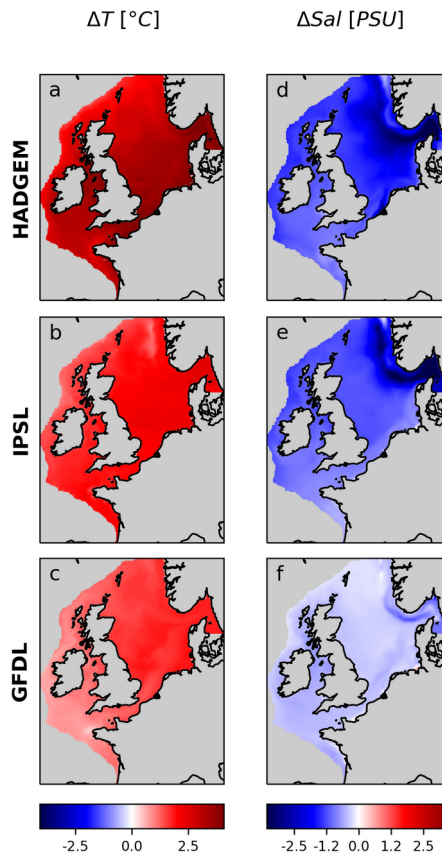 ΔT [°C]
ΔSal [PSU]
HADGEM
a
d
IPSL
b
e
GFDL
c
f
-2.5 0.0 2.5
-2.5 -1.2 0.0 1.2 2.5